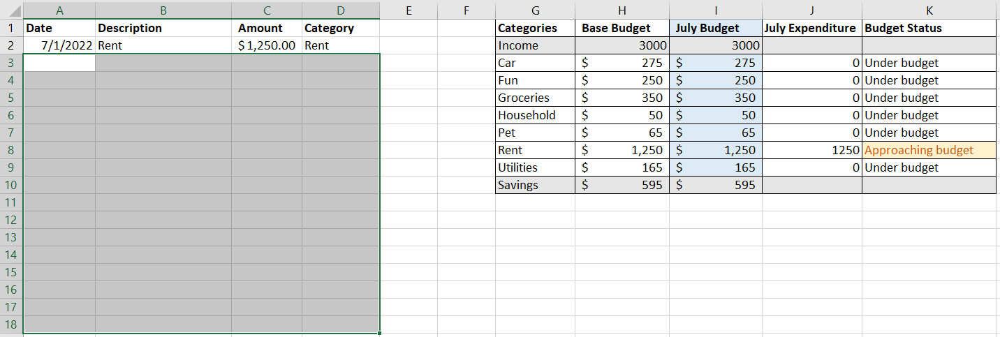 A B C D E F G H I J K
1 Date Description Amount Category Categories Base Budget July Budget July Expenditure Budget Status
2 7/1/2022 Rent $1,250.00 Rent Income 3000 3000
3 Car $ 275 $ 275 0 Under budget
4 Fun $ 250 $ 250 0 Under budget
5 Groceries $ 350 $ 350 0 Under budget
6 Household $ 50 $ 50 0 Under budget
7 Pet $ 65 $ 65 0 Under budget
8 Rent $ 1,250 $ 1,250 1250 Approaching budget
9 Utilities $ 165 $ 165 0 Under budget
10 Savings $ 595 $ 595
11
12
13
14
15
16
17
18